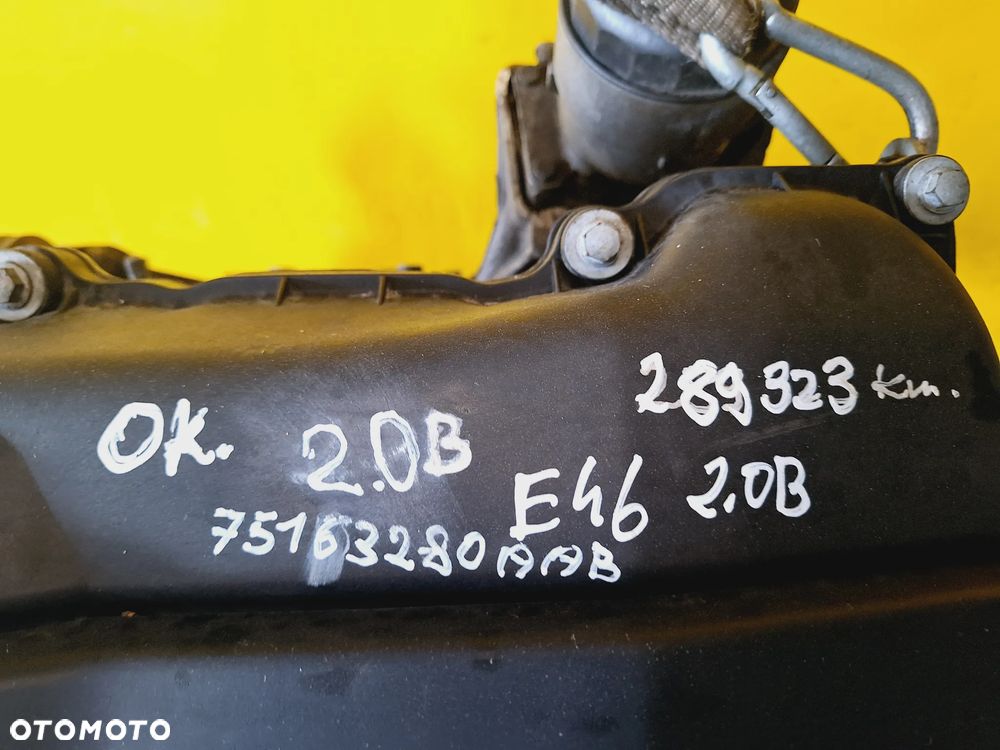 289323 km.
OK. 2.0B
E46 2.0B
75163280AAB
OTOMOTO